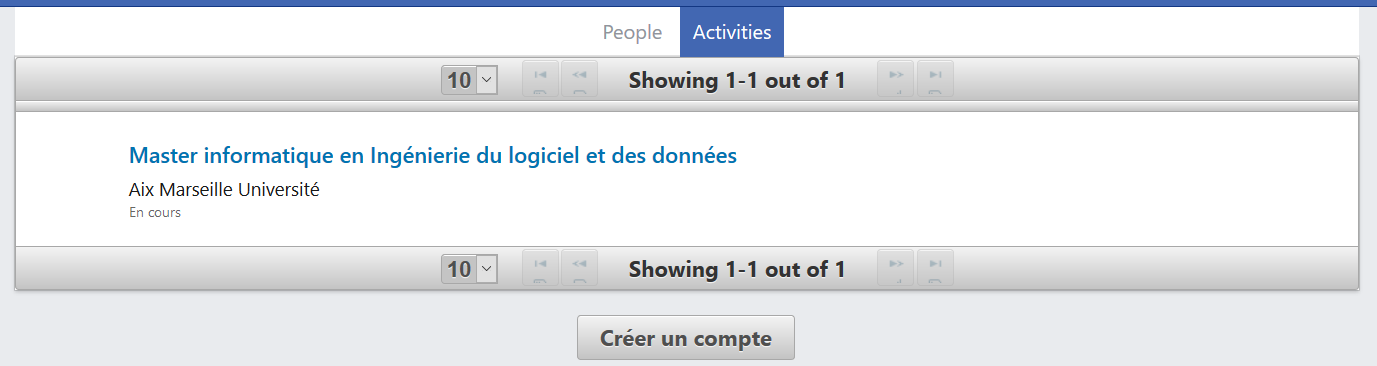 People Activities
10 Showing 1-1 out of 1
Master informatique en Ingénierie du logiciel et des données
Aix Marseille Université
En cours
10 Showing 1-1 out of 1
Créer un compte